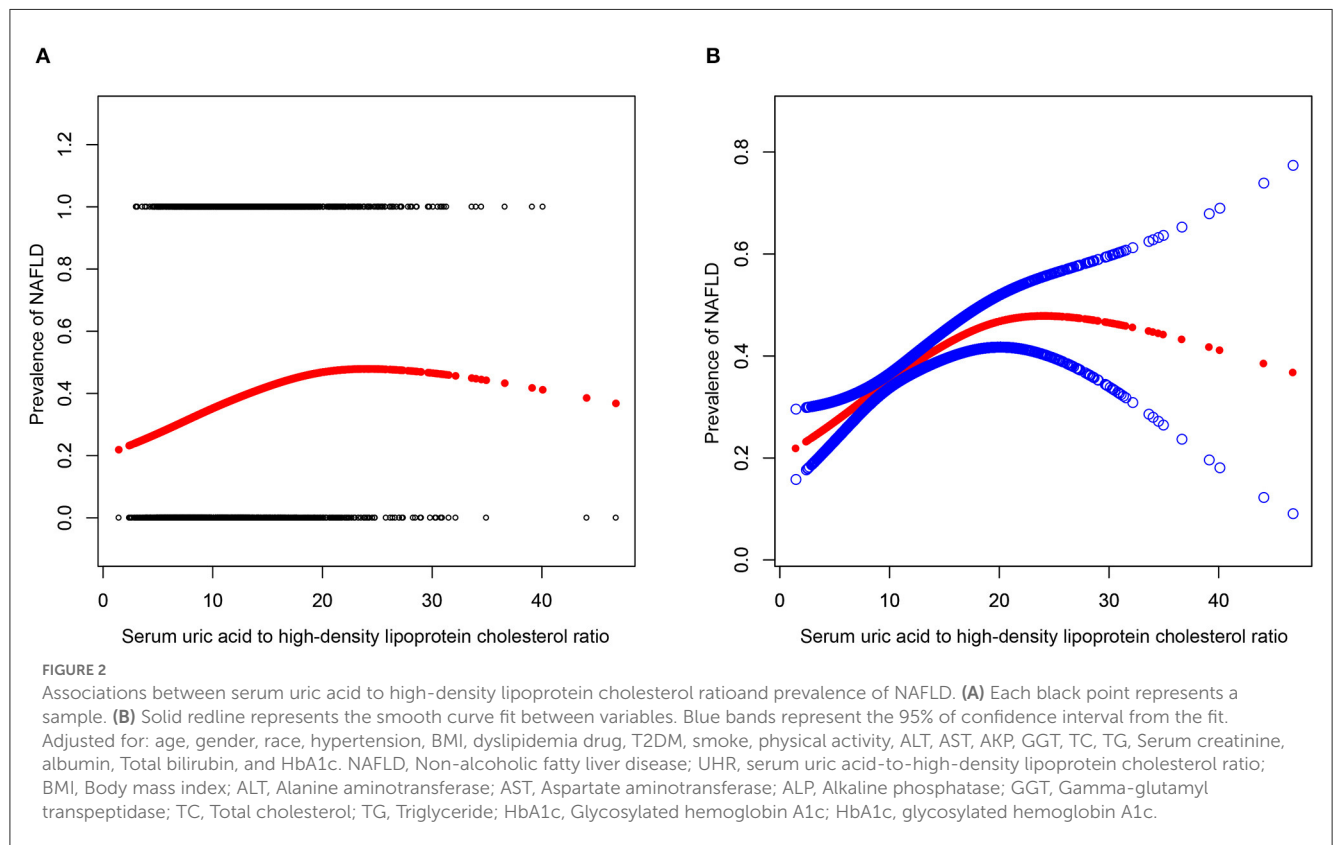 A
B
Prevalence of NAFLD
0.0 0.2 0.4 0.6 0.8 1.0 1.2
0 10 20 30 40
Serum uric acid to high-density lipoprotein cholesterol ratio
Prevalence of NAFLD
0.0 0.2 0.4 0.6 0.8
0 10 20 30 40
Serum uric acid to high-density lipoprotein cholesterol ratio
FIGURE 2
Associations between serum uric acid to high-density lipoprotein cholesterol ratioand prevalence of NAFLD. (A) Each black point represents a
sample. (B) Solid redline represents the smooth curve fit between variables. Blue bands represent the 95% of confidence interval from the fit.
Adjusted for: age, gender, race, hypertension, BMI, dyslipidemia drug, T2DM, smoke, physical activity, ALT, AST, AKP, GGT, TC, TG, Serum creatinine,
albumin, Total bilirubin, and HbA1c. NAFLD, Non-alcoholic fatty liver disease; UHR, serum uric acid-to-high-density lipoprotein cholesterol ratio;
BMI, Body mass index; ALT, Alanine aminotransferase; AST, Aspartate aminotransferase; ALP, Alkaline phosphatase; GGT, Gamma-glutamyl
transpeptidase; TC, Total cholesterol; TG, Triglyceride; HbA1c, Glycosylated hemoglobin A1c; HbA1c, glycosylated hemoglobin A1c.